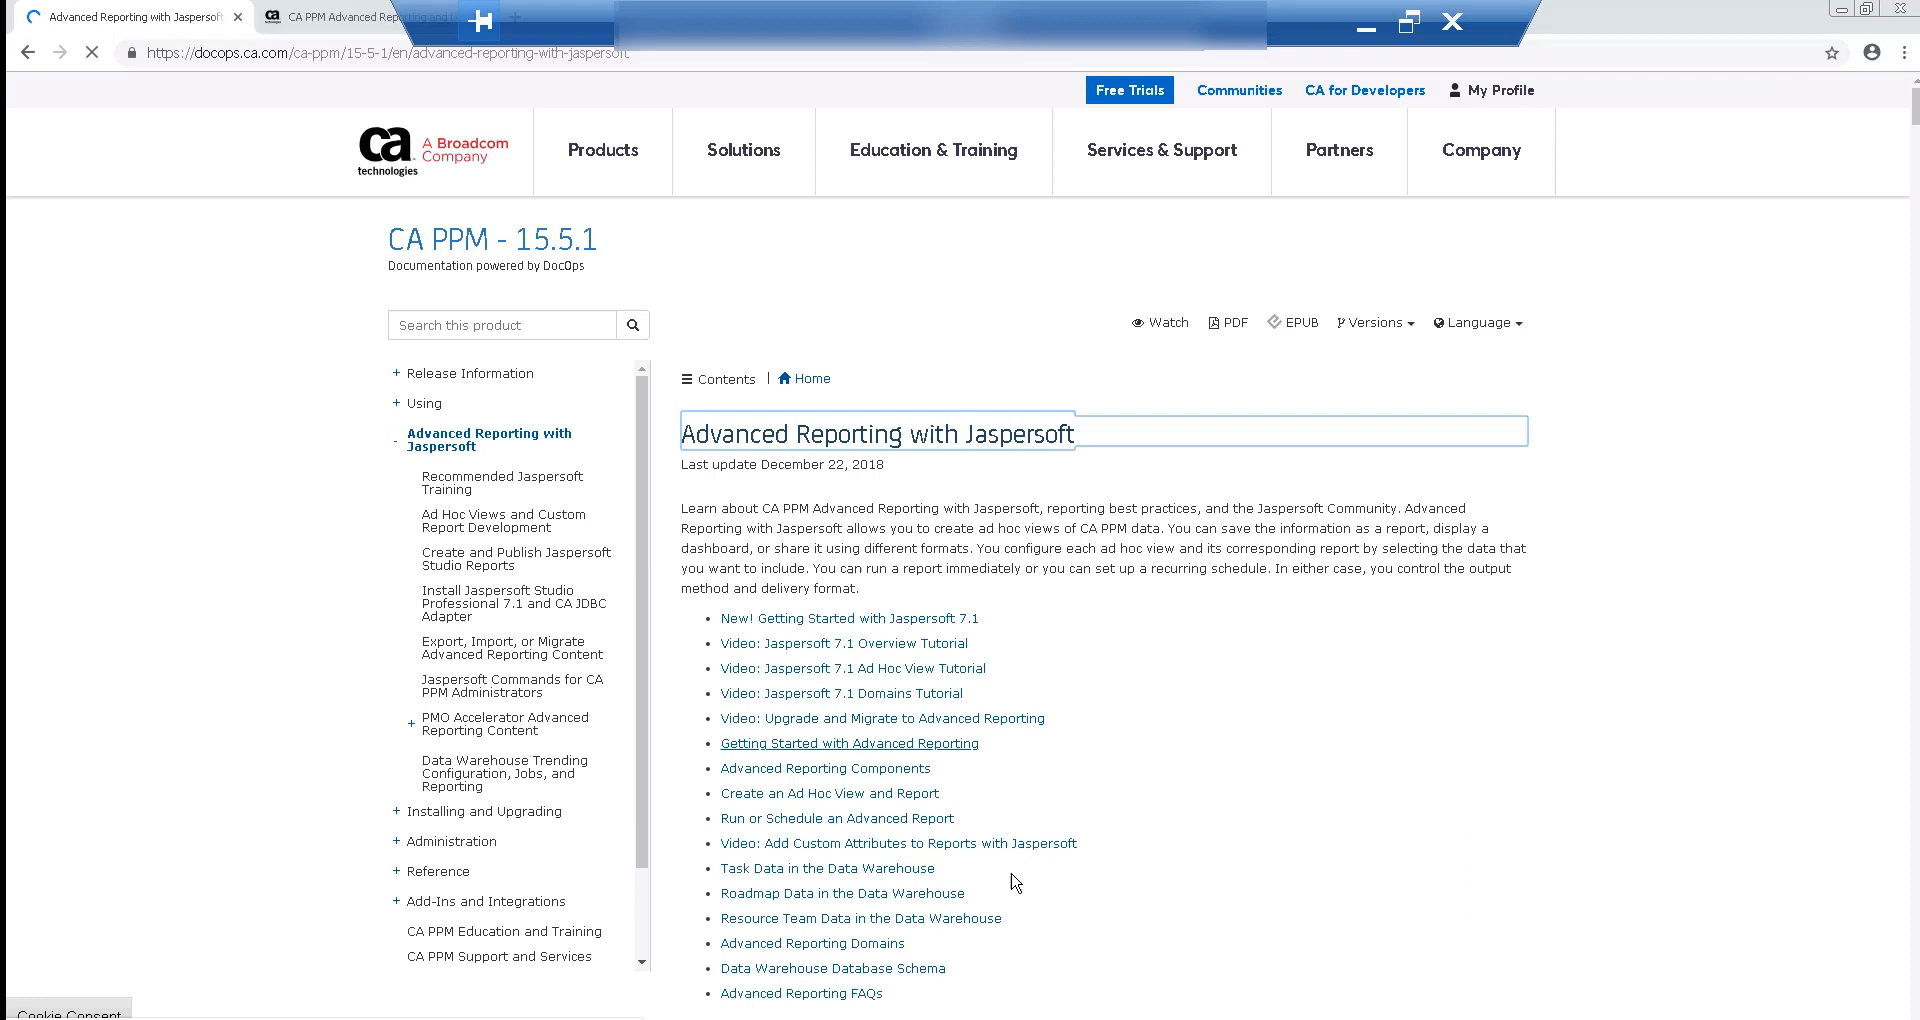 Advanced Reporting with Jaspersoft
CA PPM Advanced Reporting and
https://docops.ca.com/ca-ppm/15-5-1/en/advanced-reporting-with-jaspersoft
Free Trials Communities CA for Developers My Profile
ca technologies A Broadcom Company
Products Solutions Education & Training Services & Support Partners Company
CA PPM - 15.5.1
Documentation powered by DocOps
Search this product
Watch PDF EPUB Versions Language
+ Release Information
+ Using
- Advanced Reporting with
Jaspersoft
Recommended Jaspersoft
Training
Ad Hoc Views and Custom
Report Development
Create and Publish Jaspersoft
Studio Reports
Install Jaspersoft Studio
Professional 7.1 and CA JDBC
Adapter
Export, Import, or Migrate
Advanced Reporting Content
Jaspersoft Commands for CA
PPM Administrators
+ PMO Accelerator Advanced
Reporting Content
Data Warehouse Trending
Configuration, Jobs, and
Reporting
+ Installing and Upgrading
+ Administration
+ Reference
+ Add-Ins and Integrations
CA PPM Education and Training
CA PPM Support and Services
Contents | Home
Advanced Reporting with Jaspersoft
Last update December 22, 2018
Learn about CA PPM Advanced Reporting with Jaspersoft, reporting best practices, and the Jaspersoft Community. Advanced
Reporting with Jaspersoft allows you to create ad hoc views of CA PPM data. You can save the information as a report, display a
dashboard, or share it using different formats. You configure each ad hoc view and its corresponding report by selecting the data that
you want to include. You can run a report immediately or you can set up a recurring schedule. In either case, you control the output
method and delivery format.
• New! Getting Started with Jaspersoft 7.1
• Video: Jaspersoft 7.1 Overview Tutorial
• Video: Jaspersoft 7.1 Ad Hoc View Tutorial
• Video: Jaspersoft 7.1 Domains Tutorial
• Video: Upgrade and Migrate to Advanced Reporting
• Getting Started with Advanced Reporting
• Advanced Reporting Components
• Create an Ad Hoc View and Report
• Run or Schedule an Advanced Report
• Video: Add Custom Attributes to Reports with Jaspersoft
• Task Data in the Data Warehouse
• Roadmap Data in the Data Warehouse
• Resource Team Data in the Data Warehouse
• Advanced Reporting Domains
• Data Warehouse Database Schema
• Advanced Reporting FAQs
Cookie Consent